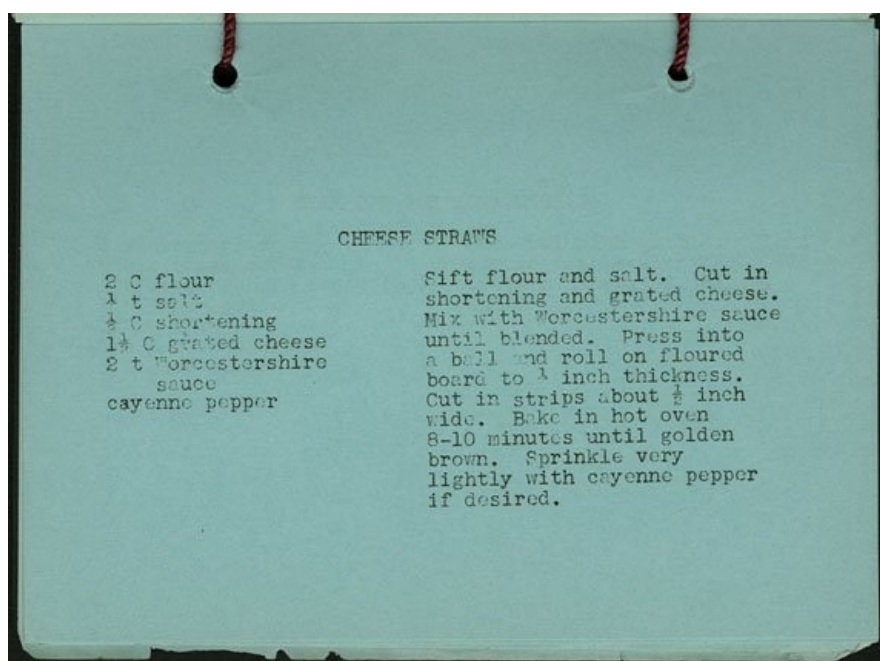 CHEESE STRAWS
2 C flour
¼ t salt
½ C shortening
1½ C grated cheese
2 t Worcestershire
sauce
cayenne pepper
Sift flour and salt. Cut in
shortening and grated cheese.
Mix with Worcestershire sauce
until blended. Press into
a ball and roll on floured
board to ¼ inch thickness.
Cut in strips about ½ inch
wide. Bake in hot oven
8-10 minutes until golden
brown. Sprinkle very
lightly with cayenne pepper
if desired.